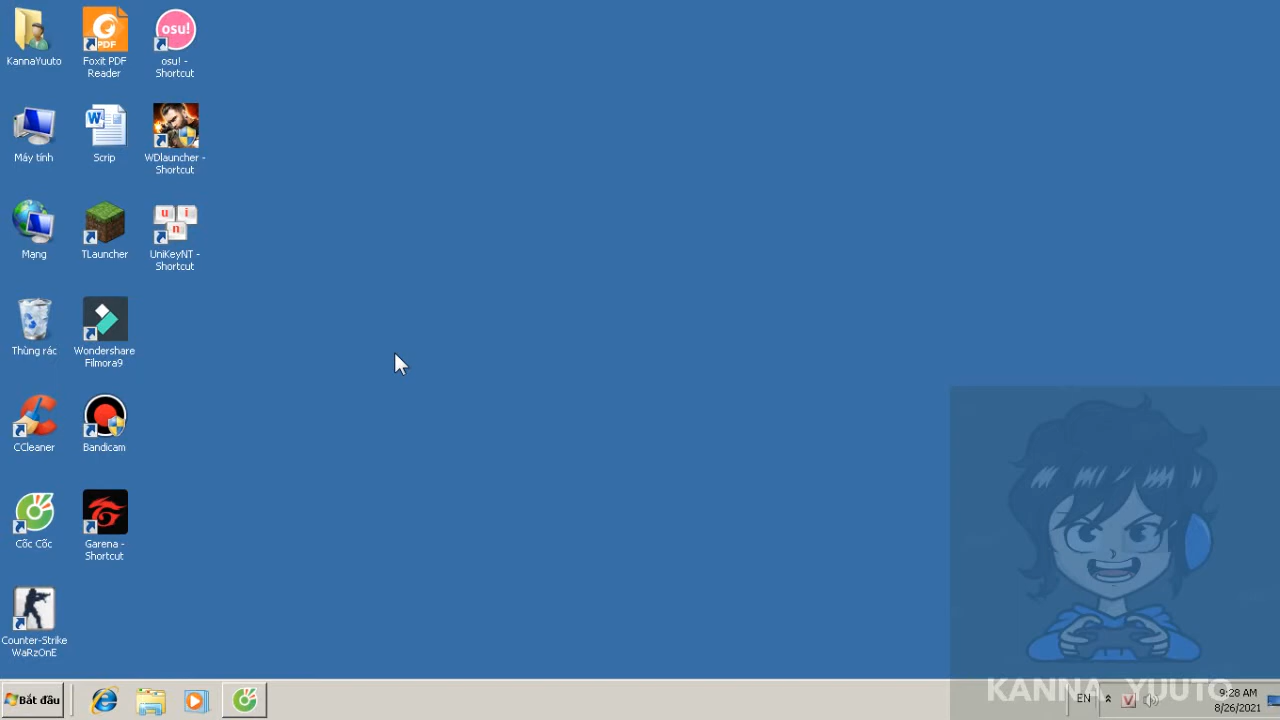 KannaYuuto
Máy tính
Mạng
Thùng rác
CCleaner
Cốc Cốc
Counter-Strike
WaRzOnE
PDF
Foxit PDF
Reader
W
Scrip
TLauncher
Wondershare
Filmora9
Bandicam
Garena -
Shortcut
osu!
osu! -
Shortcut
WDlauncher -
Shortcut
u i
n
UniKeyNT -
Shortcut
KANNA YUUTO
Bắt đầu
EN
V
9:28 AM
8/26/2021